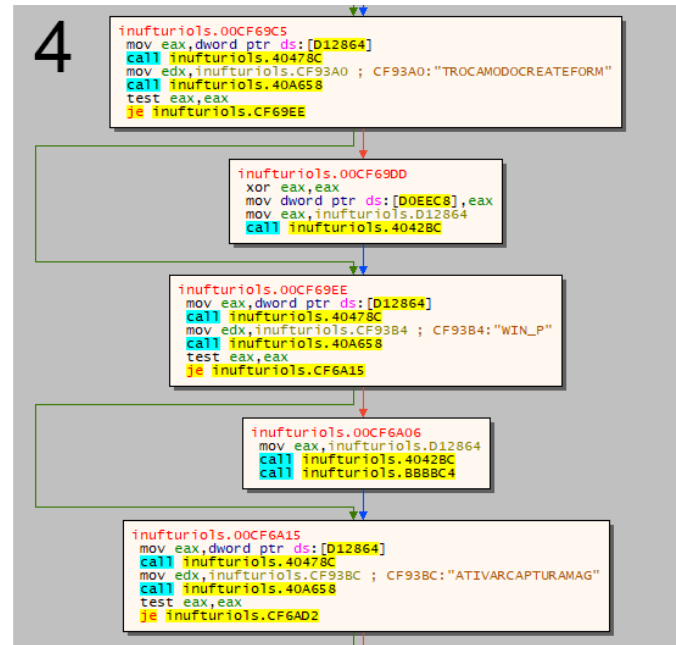 4
inufturiols.00CF69C5
mov eax,dword ptr ds:[D12864]
call inufturiols.40478C
mov edx,inufturiols.CF93A0 ; CF93A0:"TROCAMODOCREATEFORM"
call inufturiols.40A658
test eax,eax
je inufturiols.CF69EE
inufturiols.00CF69DD
xor eax,eax
mov dword ptr ds:[D0EEC8],eax
mov eax,inufturiols.D12864
call inufturiols.4042BC
inufturiols.00CF69EE
mov eax,dword ptr ds:[D12864]
call inufturiols.40478C
mov edx,inufturiols.CF93B4 ; CF93B4:"WIN_P"
call inufturiols.40A658
test eax,eax
je inufturiols.CF6A15
inufturiols.00CF6A06
mov eax,inufturiols.D12864
call inufturiols.4042BC
call inufturiols.BBBBC4
inufturiols.00CF6A15
mov eax,dword ptr ds:[D12864]
call inufturiols.40478C
mov edx,inufturiols.CF93BC ; CF93BC:"ATIVARCAPTURAMAG"
call inufturiols.40A658
test eax,eax
je inufturiols.CF6AD2